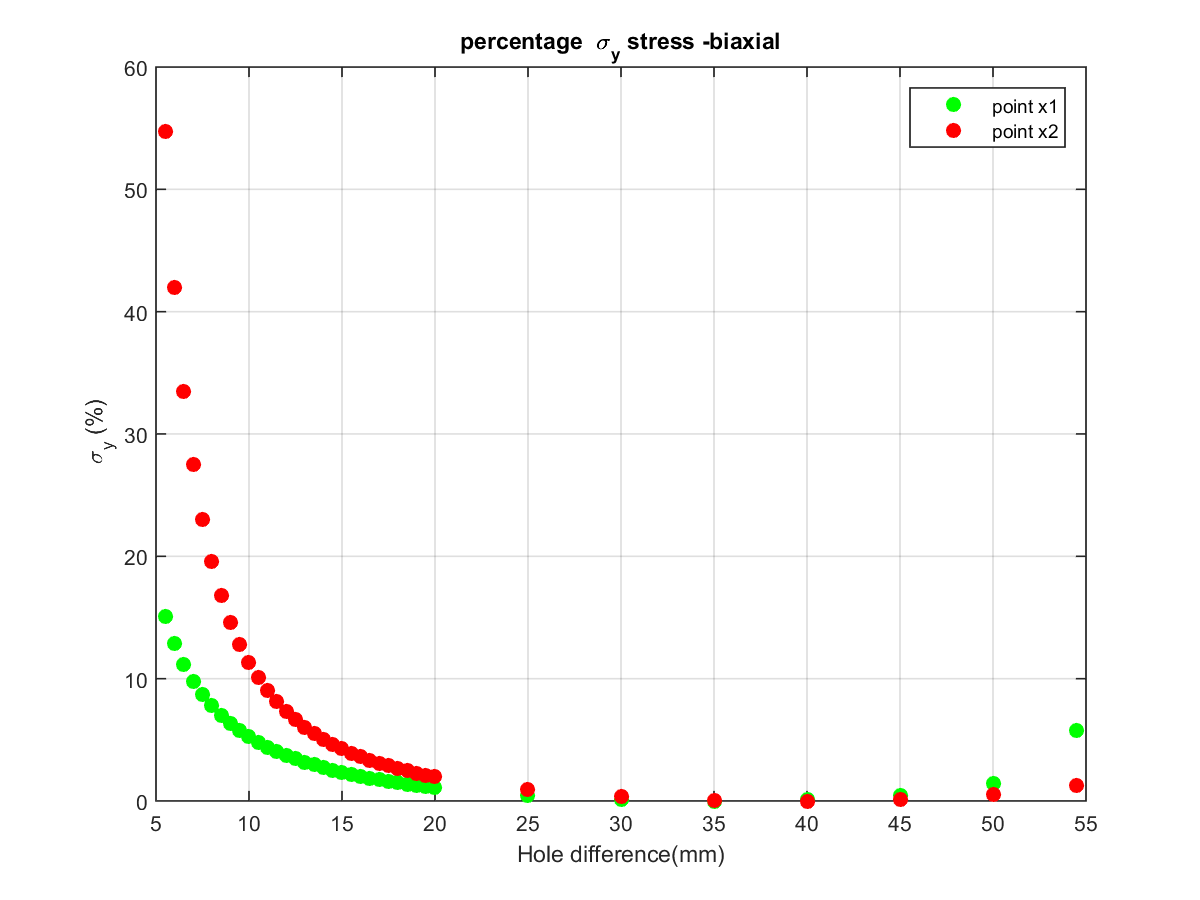 percentage σy stress -biaxial
point x1
point x2
60
50
40
30
20
10
0
σy (%)
5 10 15 20 25 30 35 40 45 50 55
Hole difference(mm)